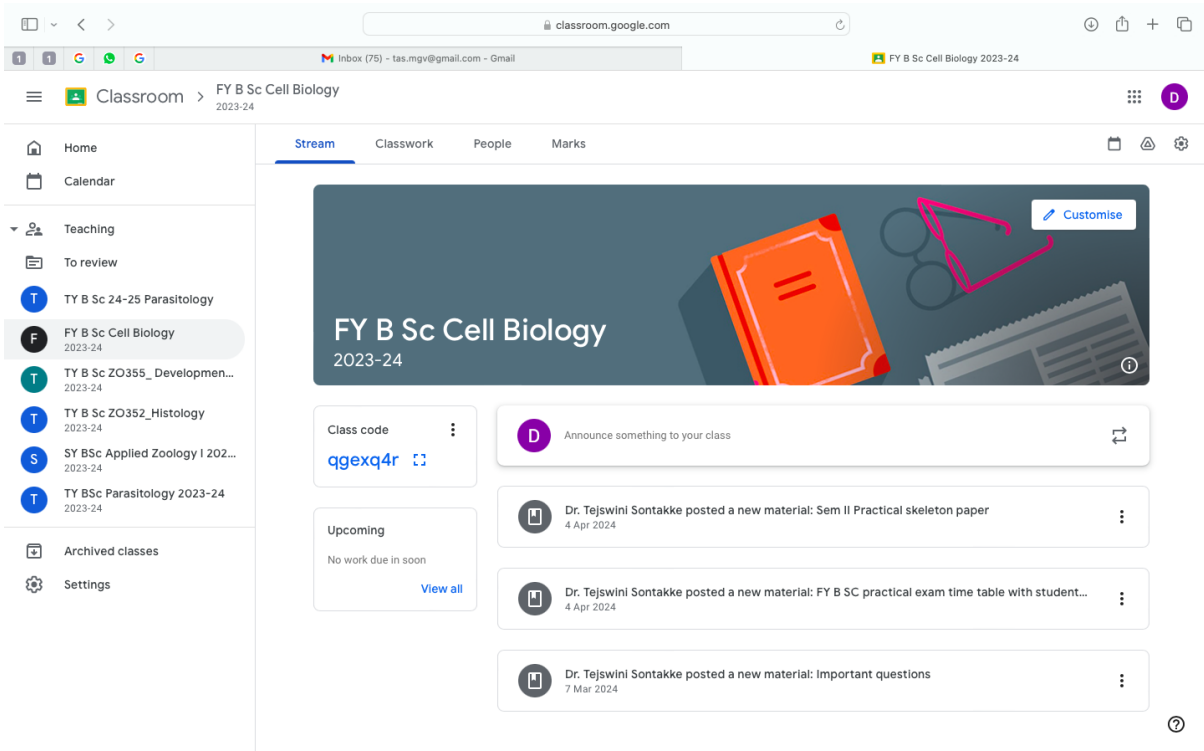 classroom.google.com
1
1
Inbox (75) - tas.mgv@gmail.com - Gmail
FY B Sc Cell Biology 2023-24
Classroom > FY B Sc Cell Biology
2023-24
D
Home
Calendar
Teaching
To review
T TY B Sc 24-25 Parasitology
F FY B Sc Cell Biology
2023-24
T TY B Sc ZO355_ Developmen...
2023-24
T TY B Sc ZO352_Histology
2023-24
S SY BSc Applied Zoology I 202...
2023-24
T TY BSc Parasitology 2023-24
2023-24
Archived classes
Settings
Stream Classwork People Marks
Customise
FY B Sc Cell Biology
2023-24
Class code
qgexq4r
Upcoming
No work due in soon
View all
D Announce something to your class
Dr. Tejswini Sontakke posted a new material: Sem II Practical skeleton paper
4 Apr 2024
Dr. Tejswini Sontakke posted a new material: FY B SC practical exam time table with student...
4 Apr 2024
Dr. Tejswini Sontakke posted a new material: Important questions
7 Mar 2024